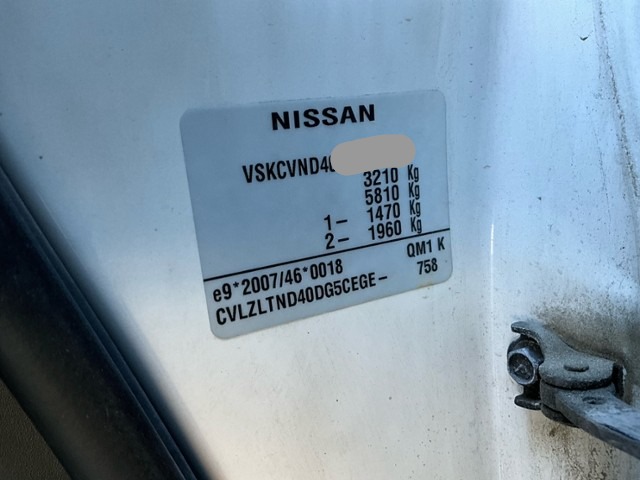 NISSAN
VSKCVND40
3210 Kg
5810 Kg
1– 1470 Kg
2– 1960 Kg
e9*2007/46*0018 QM1 K
CVLZLTND40DG5CEGE– 758